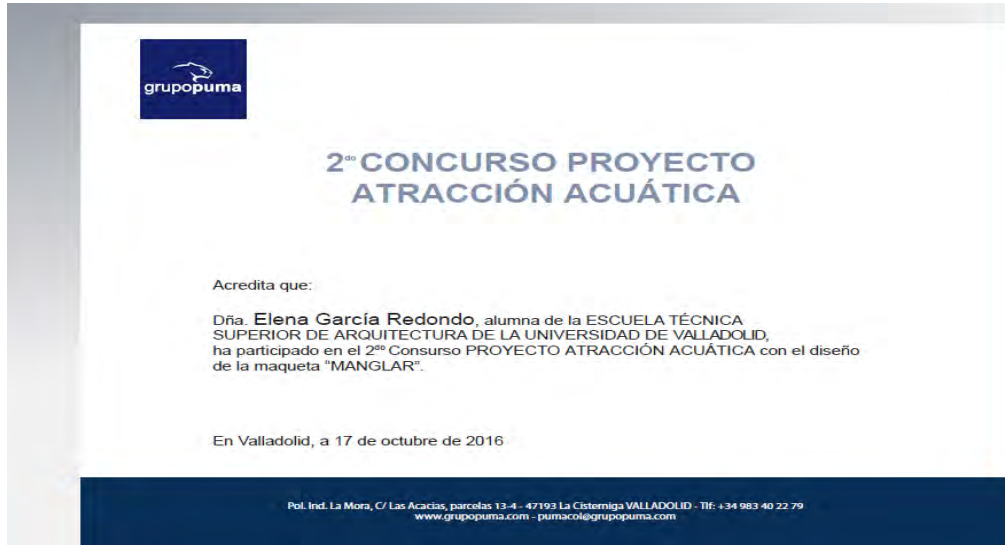 grupopuma
2do CONCURSO PROYECTO
ATRACCIÓN ACUÁTICA
Acredita que:
Dña. Elena García Redondo, alumna de la ESCUELA TÉCNICA
SUPERIOR DE ARQUITECTURA DE LA UNIVERSIDAD DE VALLADOLID,
ha participado en el 2do Consurso PROYECTO ATRACCIÓN ACUÁTICA con el diseño
de la maqueta "MANGLAR".
En Valladolid, a 17 de octubre de 2016
Pol. Ind. La Mora, C/ Las Acacias, parcelas 13-4 - 47193 La Cisterniga VALLADOLID - Tlf: +34 983 40 22 79
www.grupopuma.com - pumacol@grupopuma.com